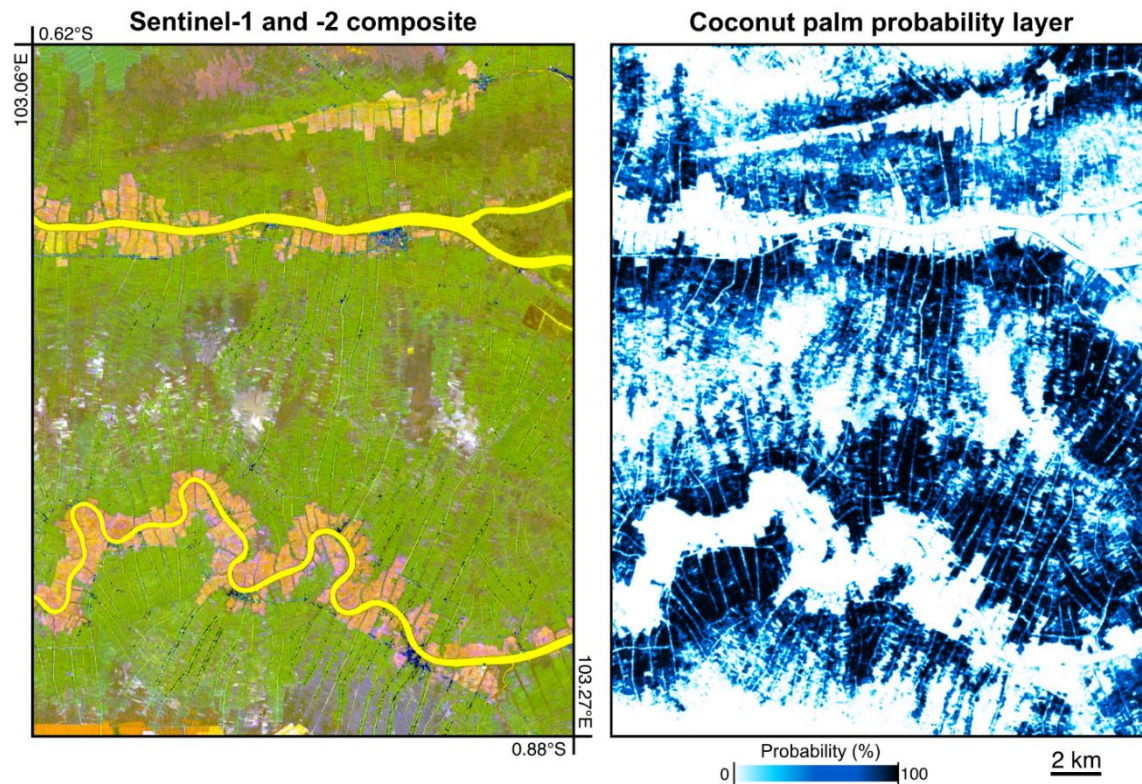 Sentinel-1 and -2 composite
Coconut palm probability layer
0.62°S
103.06°E
103.27°E
0.88°S
Probability (%)
0
100
2 km